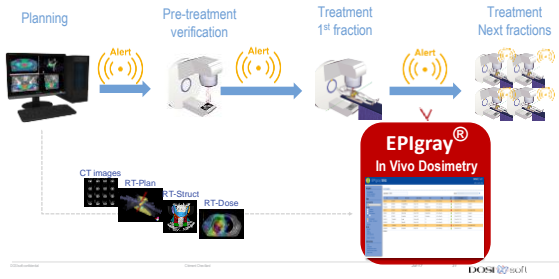 Planning
Pre-treatment
verification
Treatment
1st fraction
Treatment
Next fractions
Alert
Alert
Alert
EPIgray®
In Vivo Dosimetry
CT images
RT-Plan
RT-Struct
RT-Dose
DOSIsoft